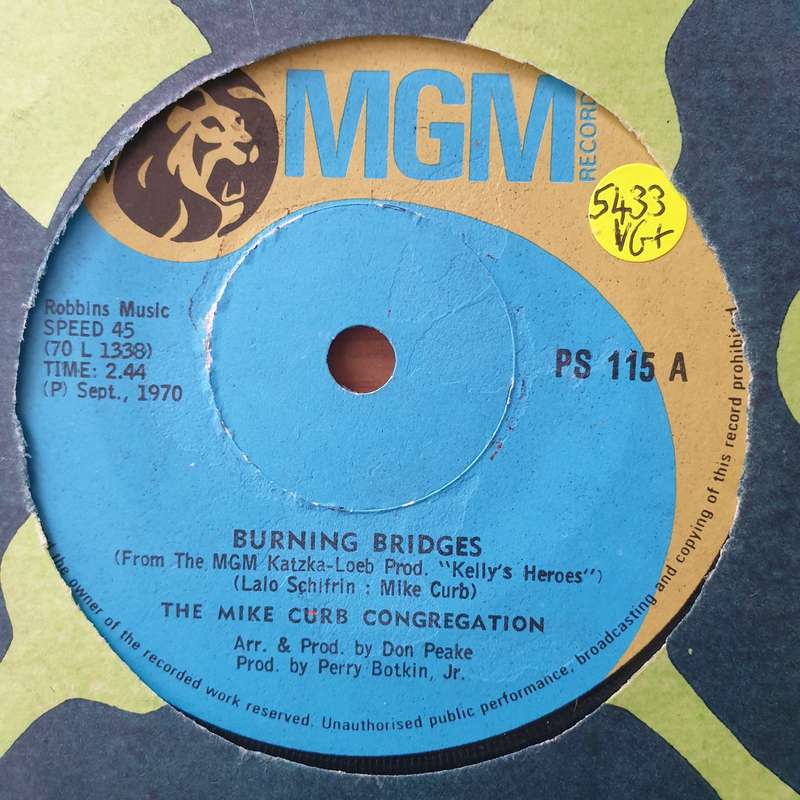 MGM
RECORD
5433
VG+
Robbins Music
SPEED 45
(70 L 1338)
TIME: 2.44
(P) Sept., 1970
PS 115 A
BURNING BRIDGES
(From The MGM Katzka-Loeb Prod. "Kelly's Heroes")
(Lalo Schifrin : Mike Curb)
THE MIKE CURB CONGREGATION
Arr. & Prod. by Don Peake
Prod. by Perry Botkin, Jr.
the owner of the recorded work reserved. Unauthorised public performance, broadcasting and copying of this record prohibited